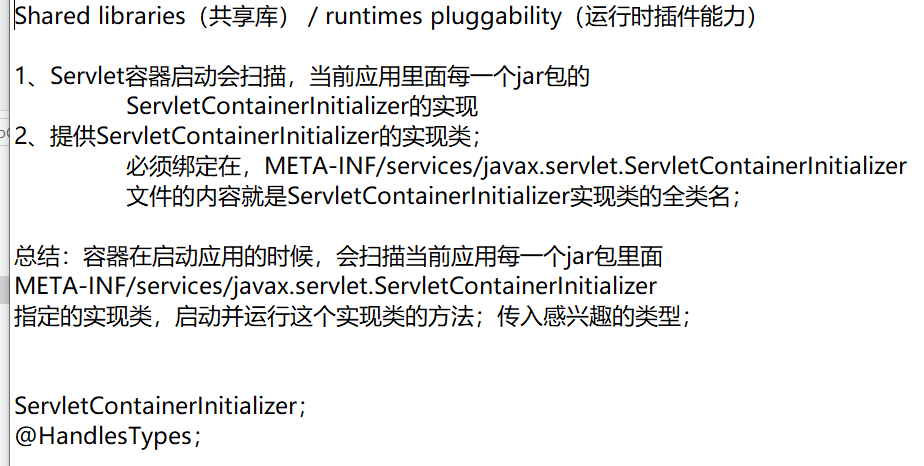 Shared libraries（共享库） / runtimes pluggability（运行时插件能力）
1、Servlet容器启动会扫描，当前应用里面每一个jar包的
ServletContainerInitializer的实现
2、提供ServletContainerInitializer的实现类；
必须绑定在，META-INF/services/javax.servlet.ServletContainerInitializer
文件的内容就是ServletContainerInitializer实现类的全类名；
总结：容器在启动应用的时候，会扫描当前应用每一个jar包里面
META-INF/services/javax.servlet.ServletContainerInitializer
指定的实现类，启动并运行这个实现类的方法；传入感兴趣的类型；
ServletContainerInitializer；
@HandlesTypes；